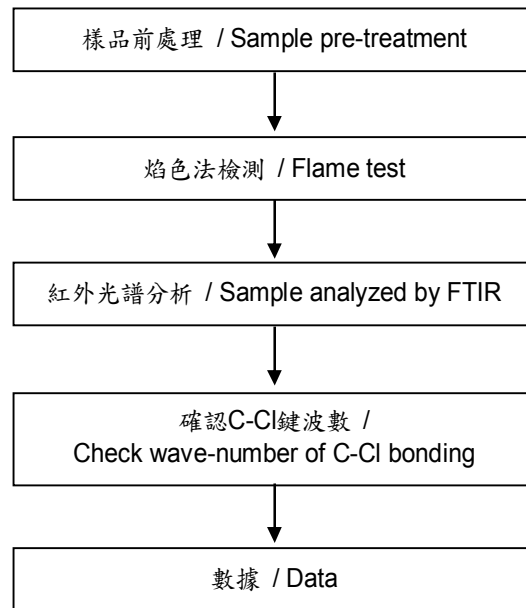 樣品前處理 / Sample pre-treatment
焰色法檢測 / Flame test
紅外光譜分析 / Sample analyzed by FTIR
確認C-Cl鍵波數 /
Check wave-number of C-Cl bonding
數據 / Data